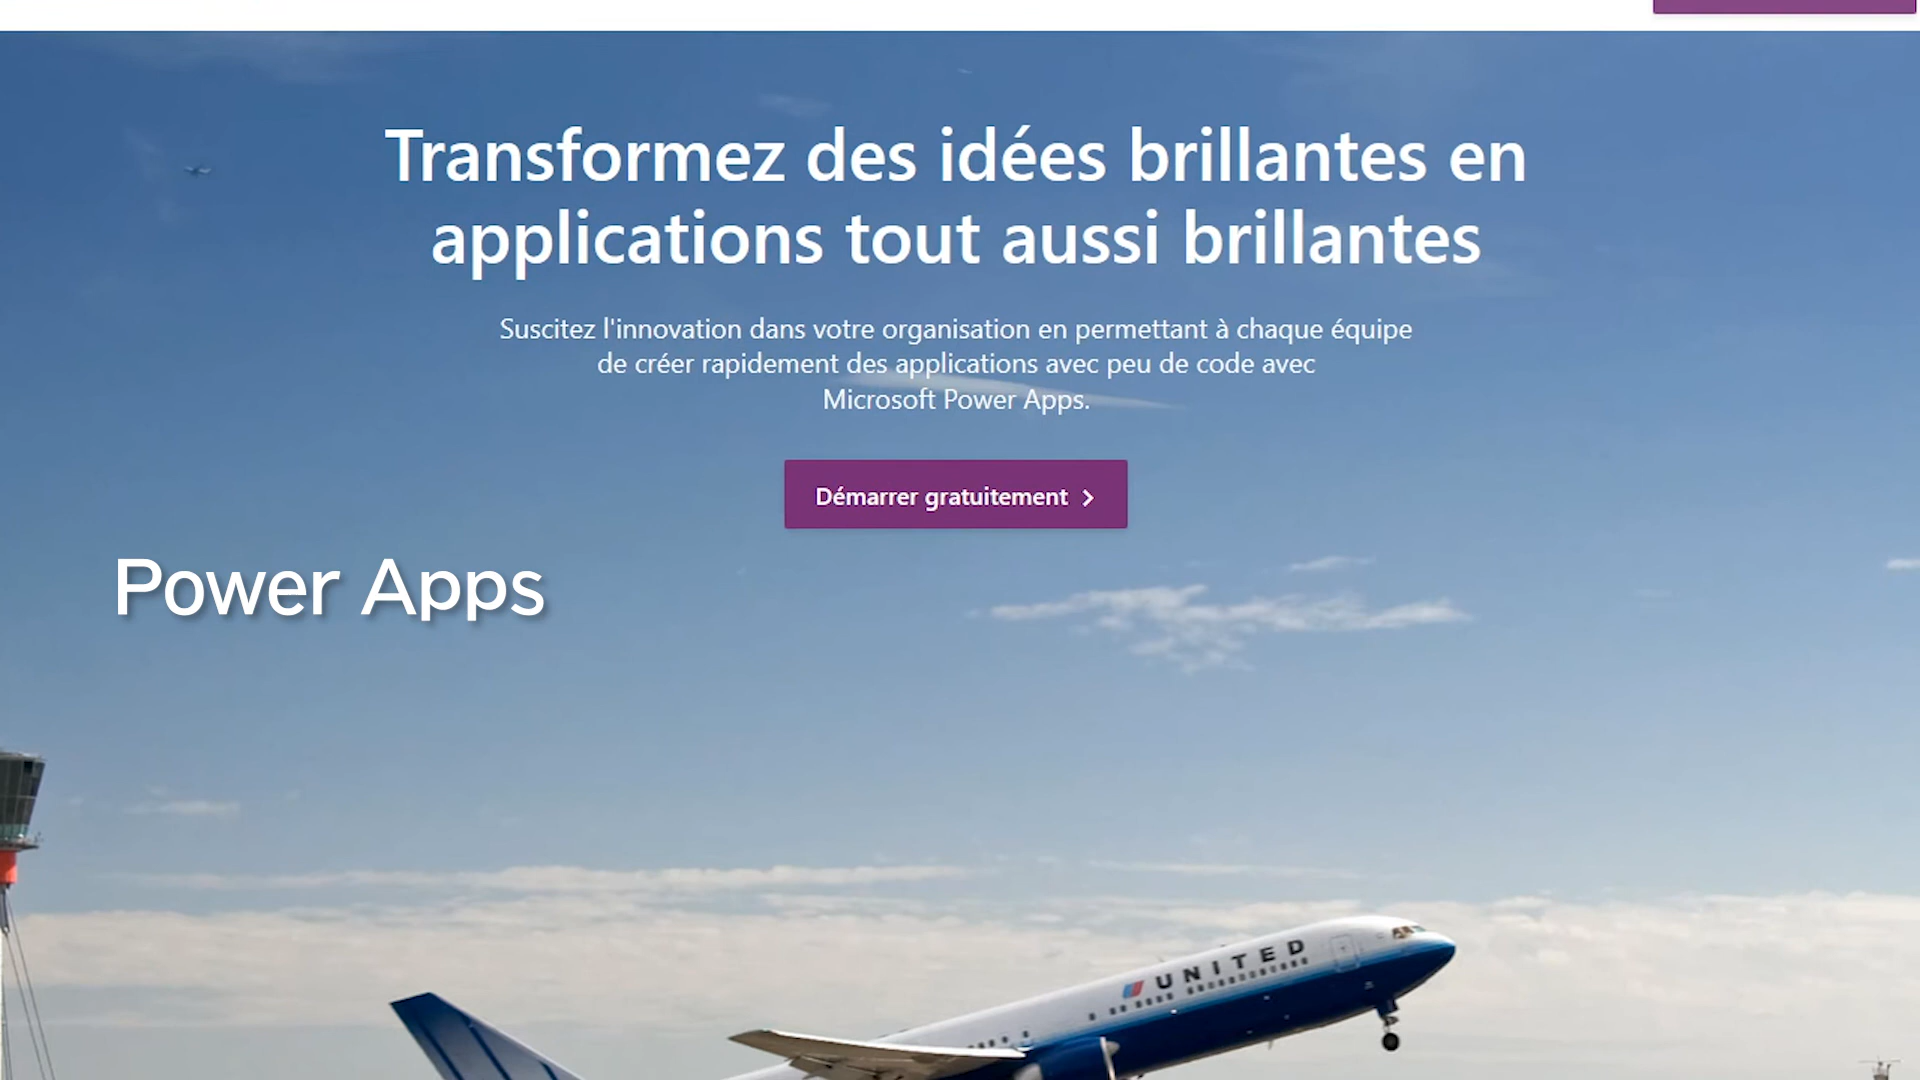 Transformez des idées brillantes en
applications tout aussi brillantes
Suscitez l'innovation dans votre organisation en permettant à chaque équipe
de créer rapidement des applications avec peu de code avec
Microsoft Power Apps.
Démarrer gratuitement
Power Apps
UNITED